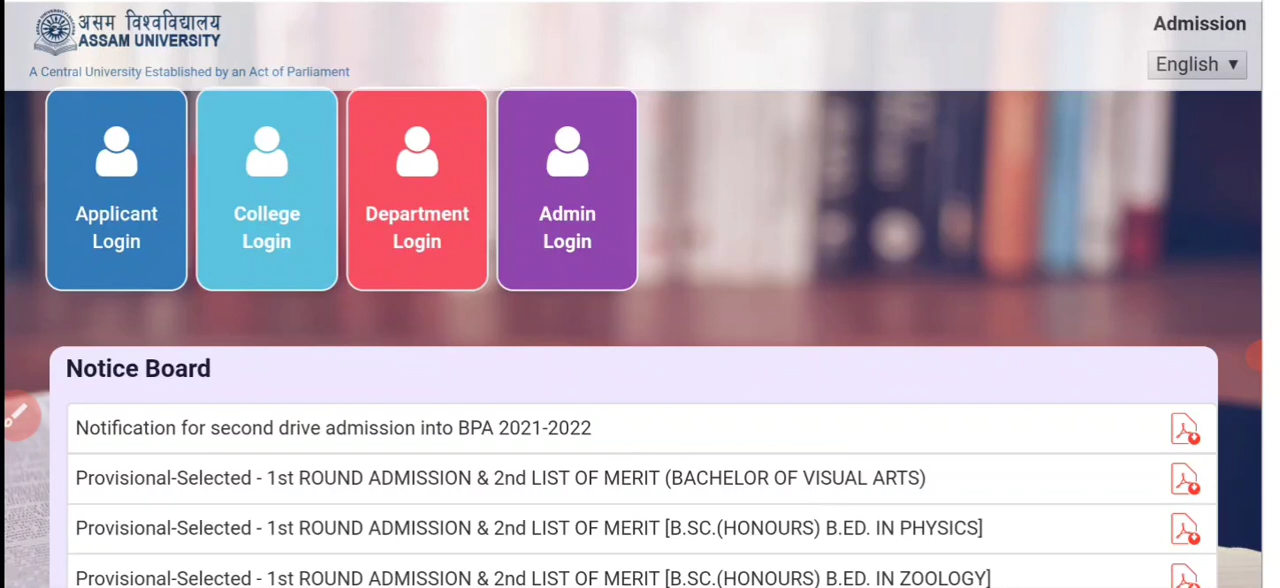 असम विश्वविद्यालय
ASSAM UNIVERSITY
A Central University Established by an Act of Parliament
Admission
English ▼
Applicant
Login
College
Login
Department
Login
Admin
Login
Notice Board
Notification for second drive admission into BPA 2021-2022
Provisional-Selected - 1st ROUND ADMISSION & 2nd LIST OF MERIT (BACHELOR OF VISUAL ARTS)
Provisional-Selected - 1st ROUND ADMISSION & 2nd LIST OF MERIT [B.SC.(HONOURS) B.ED. IN PHYSICS]
Provisional-Selected - 1st ROUND ADMISSION & 2nd LIST OF MERIT [B.SC.(HONOURS) B.ED. IN ZOOLOGY]